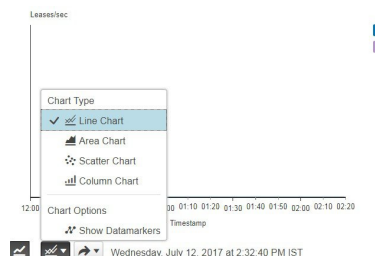 Leases/sec
Chart Type
Line Chart
Area Chart
Scatter Chart
Column Chart
Chart Options
Show Datamarkers
12:00
00 01:10 01:20 01:30 01:40 01:50 02:00 02:10 02:20
Timestamp
Wednesday, July 12, 2017 at 2:32:40 PM IST